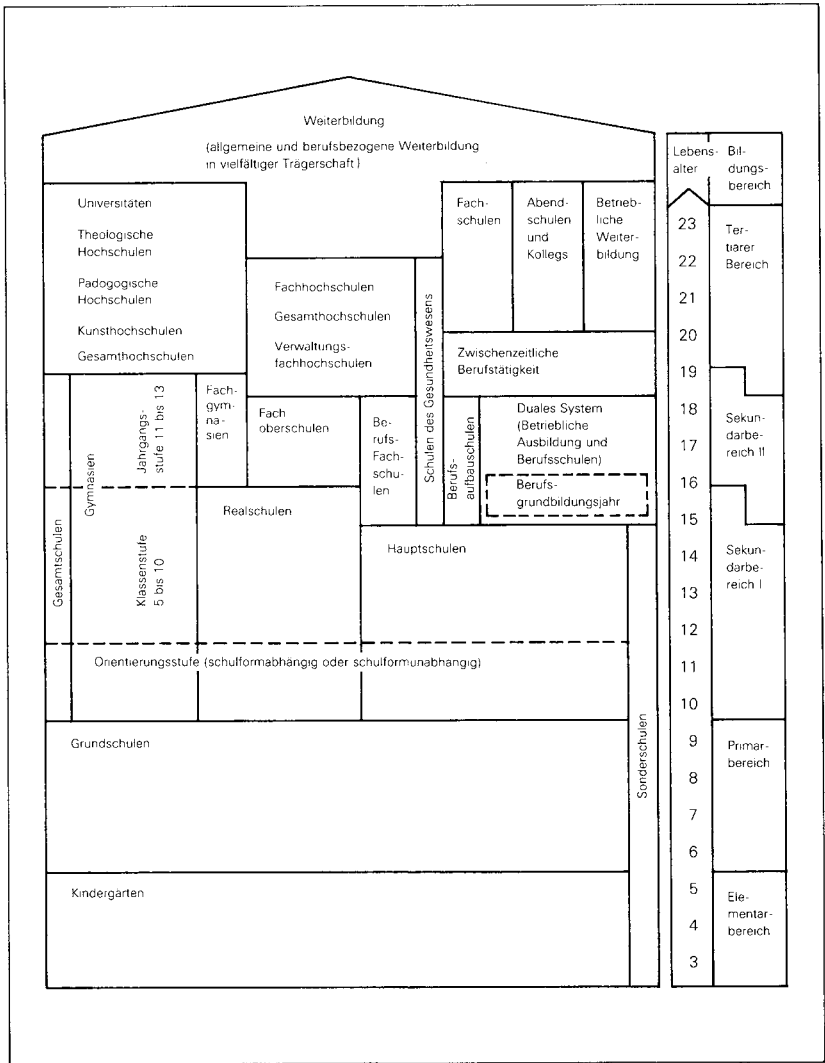 Weiterbildung
(allgemeine und berufsbezogene Weiterbildung
in vielfältiger Trägerschaft)
Universitäten
Theologische
Hochschulen
Padogogische
Hochschulen
Kunsthochschulen
Gesamthochschulen
Fachhochschulen
Gesamthochschulen
Verwaltungs-
fachhochschulen
Schulen des Gesundheitswesens
Fach-
schulen
Abend-
schulen
und
Kollegs
Betrieb-
liche
Weiter-
bildung
Zwischenzeitliche
Berufstätigkeit
Gesamtschulen
Gymnasien
Jahrgangs-
stufe 11 bis 13
Klassenstufe
5 bis 10
Fach-
gym-
na-
sien
Fach
oberschulen
Be-
rufs-
Fach-
schu-
len
Berufs-
aufbauschulen
Duales System
(Betriebliche
Ausbildung und
Berufsschulen)
Berufs-
grundbildungsjahr
Realschulen
Hauptschulen
Orientierungsstufe (schulformabhängig oder schulformunabhängig)
Grundschulen
Kindergärten
Sonderschulen
Lebens-
alter
23
22
21
20
19
18
17
16
15
14
13
12
11
10
9
8
7
6
5
4
3
Bil-
dungs-
bereich
Ter-
tiarer
Bereich
Sekun-
darbe-
reich II
Sekun-
darbe-
reich I
Primar-
bereich
Ele-
mentar-
bereich